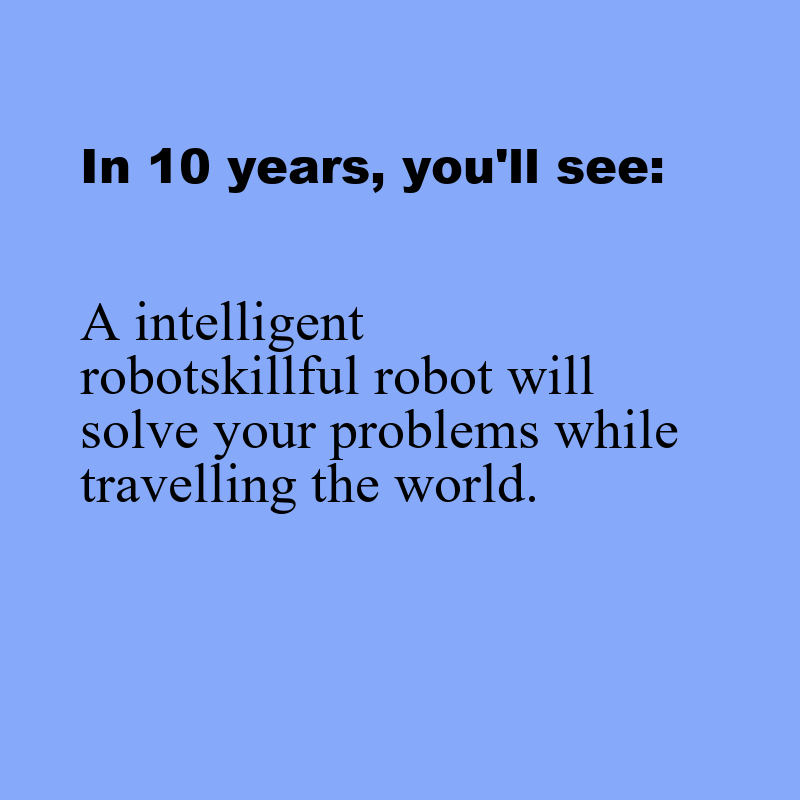 In 10 years, you'll see:
A intelligent
robotskillful robot will
solve your problems while
travelling the world.